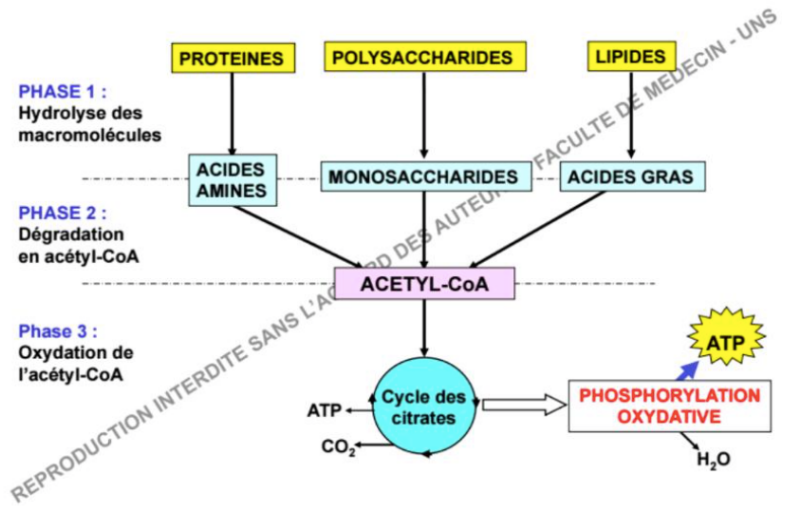 PROTEINES
POLYSACCHARIDES
LIPIDES
PHASE 1 :
Hydrolyse des
macromolécules
ACIDES
AMINES
MONOSACCHARIDES
ACIDES GRAS
PHASE 2 :
Dégradation
en acétyl-CoA
ACETYL-CoA
Phase 3 :
Oxydation de
l'acétyl-CoA
Cycle des
citrates
ATP
CO₂
PHOSPHORYLATION
OXYDATIVE
ATP
H₂O
REPRODUCTION INTERDITE SANS L'ACCORD DES AUTEURS FACULTE DE MEDECIN - UNS